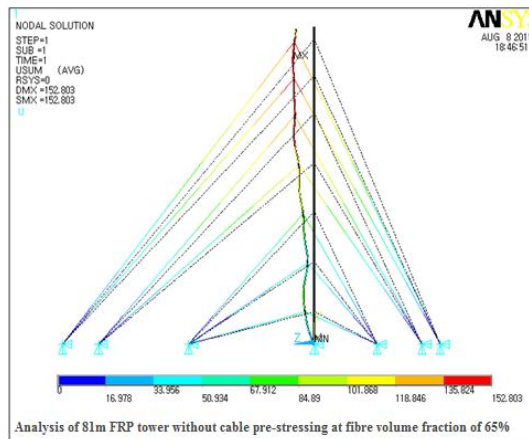 1
NODAL SOLUTION
STEP=1
SUB =1
TIME=1
USUM (AVG)
RSYS=0
DMX =152.803
SMX =152.803
U
ANSYS
AUG 8 201
18:46:51
MX
Z
MN
0 33.956 67.912 101.868 135.824
16.978 50.934 84.89 118.846 152.803
Analysis of 81m FRP tower without cable pre-stressing at fibre volume fraction of 65%